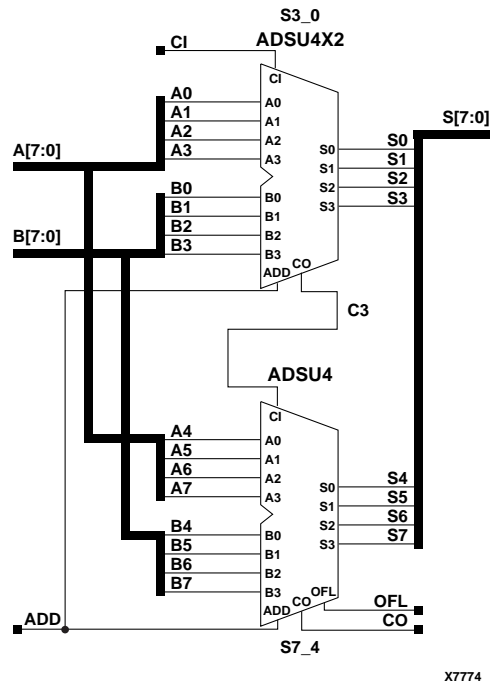 S3_0
ADSU4X2
CI
CI
A0 A0
A1 A1
A2 A2
A3 A3
A[7:0]
S[7:0]
S0 S0
S1 S1
S2 S2
S3 S3
B0 B0
B1 B1
B2 B2
B3 B3
B[7:0]
ADD CO
C3
ADSU4
CI
A4 A0
A5 A1
A6 A2
A7 A3
S0 S4
S1 S5
S2 S6
S3 S7
B4 B0
B5 B1
B6 B2
B7 B3
ADD CO OFL
ADD
OFL
CO
S7_4
X7774